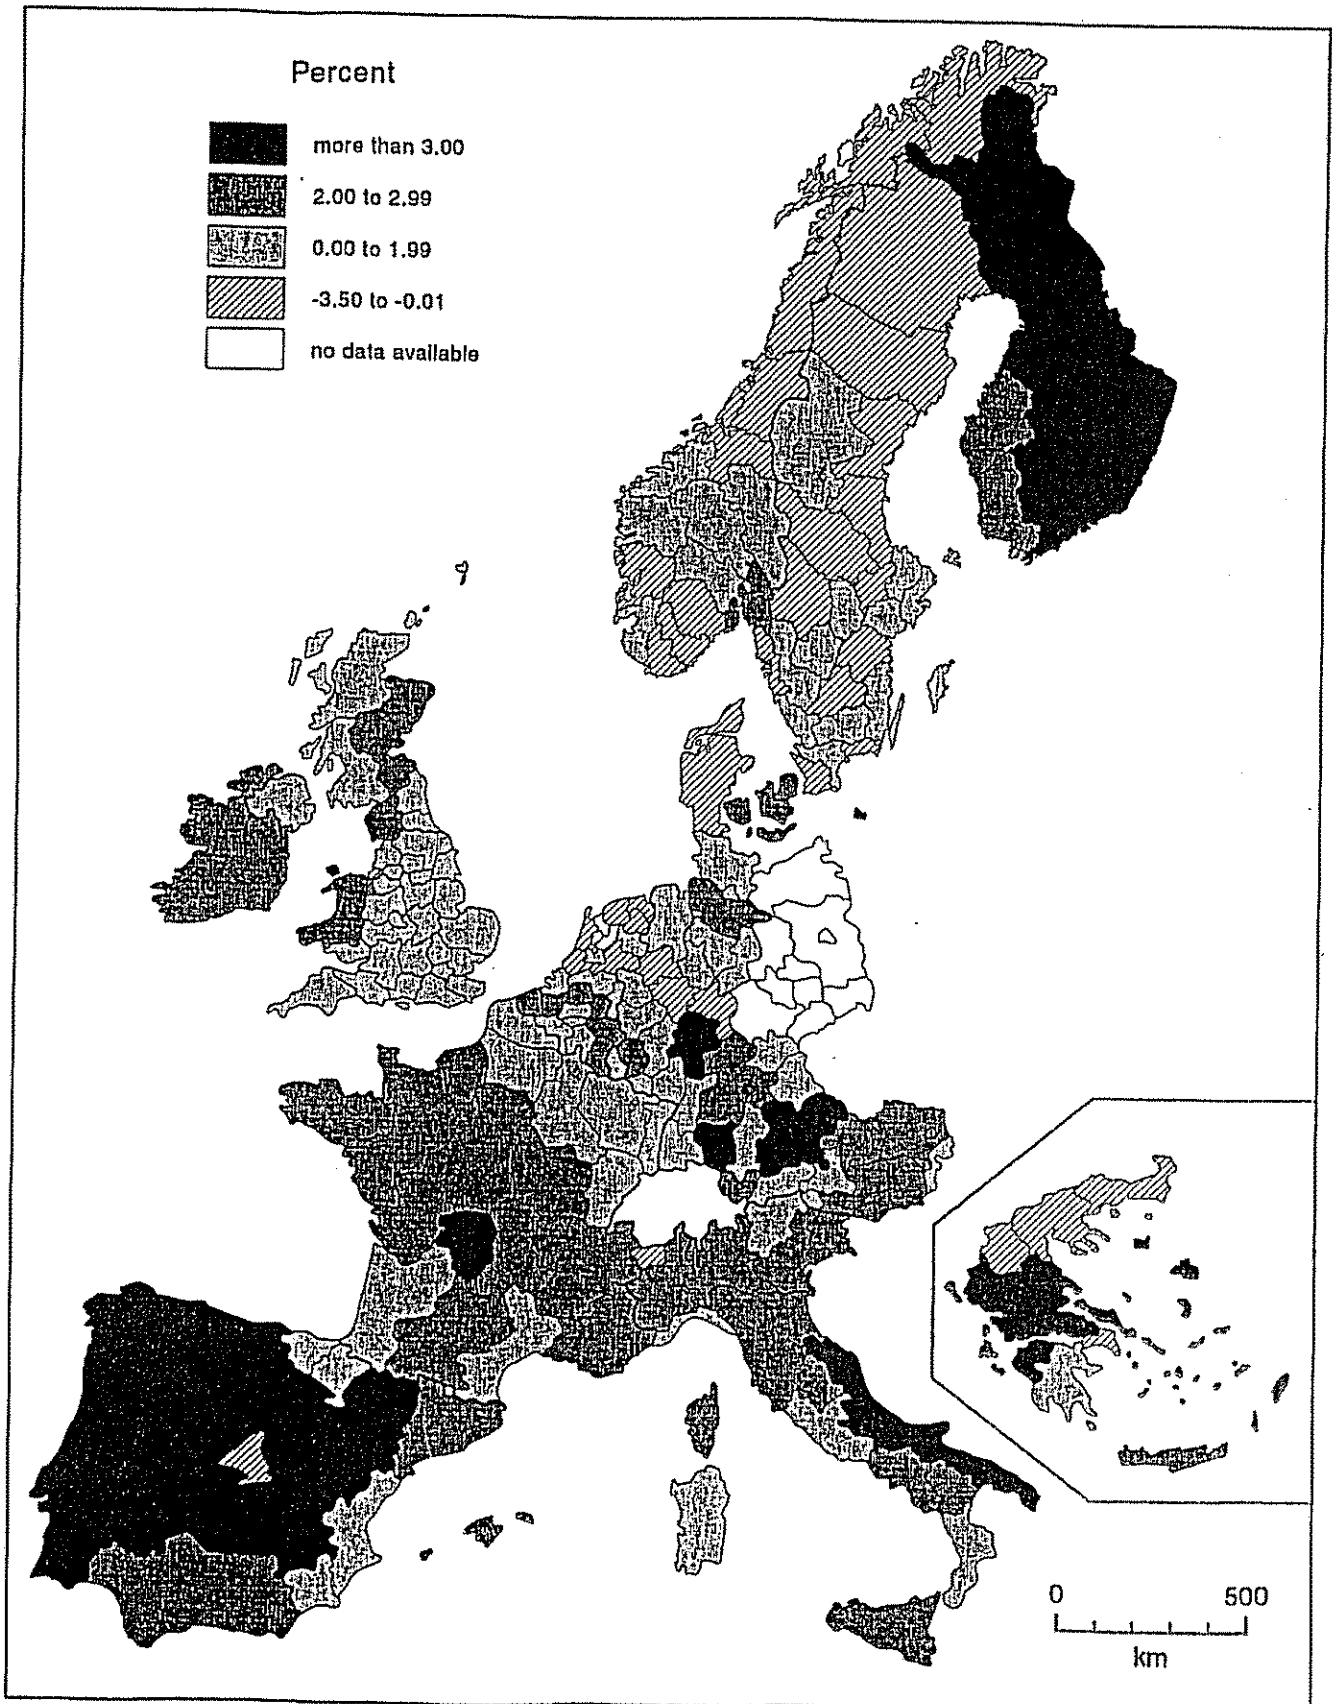 Percent
more than 3.00
2.00 to 2.99
0.00 to 1.99
-3.50 to -0.01
no data available
0 500
km